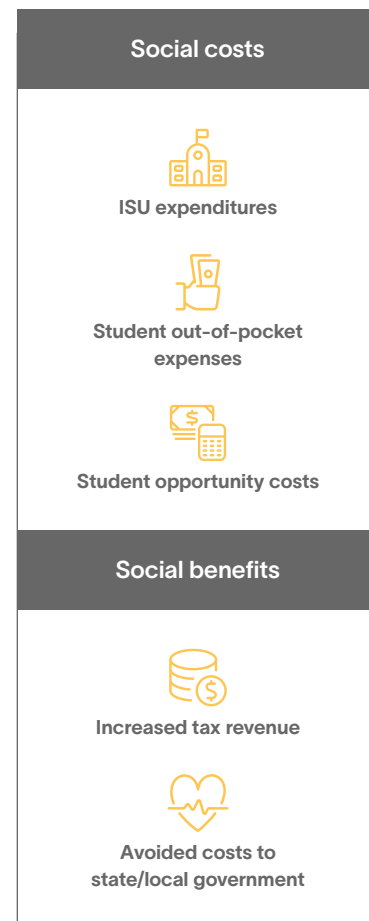 Social costs
ISU expenditures
Student out-of-pocket
expenses
$
Student opportunity costs
Social benefits
$
Increased tax revenue
Avoided costs to
state/local government